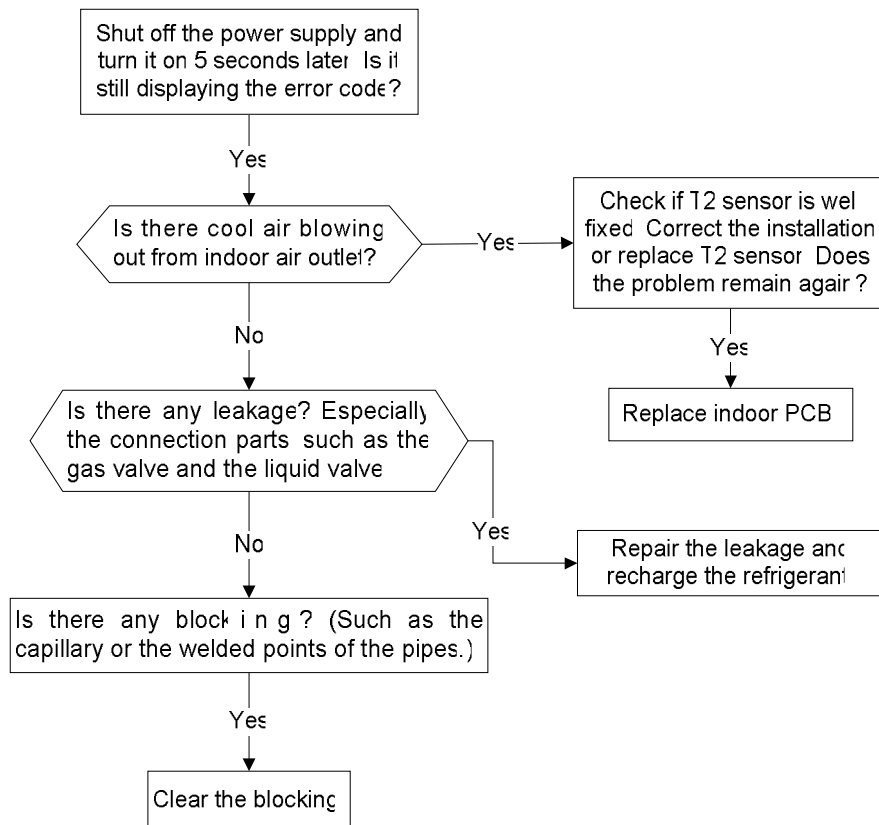 Shut off the power supply and
turn it on 5 seconds later Is it
still displaying the error code?
Yes
Is there cool air blowing
out from indoor air outlet?
Yes
Check if T2 sensor is wel
fixed Correct the installation
or replace T2 sensor Does
the problem remain again ?
No
Yes
Is there any leakage? Especially
the connection parts such as the
gas valve and the liquid valve
Replace indoor PCB
Yes
No
Repair the leakage and
recharge the refrigerant
Is there any block i n g ? (Such as the
capillary or the welded points of the pipes.)
Yes
Clear the blocking